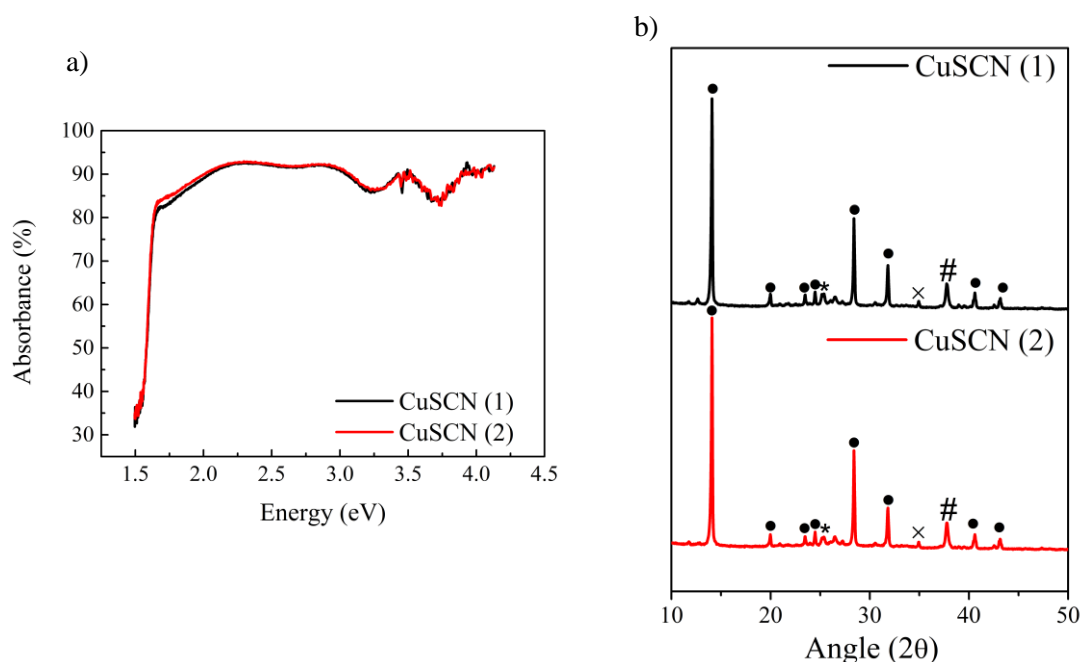 a)
100
90
80
70
60
50
40
30
Absorbance (%)
CuSCN (1)
CuSCN (2)
1.5 2.0 2.5 3.0 3.5 4.0 4.5
Energy (eV)
b)
CuSCN (1)
* × #
CuSCN (2)
* × #
10 20 30 40 50
Angle (2θ)